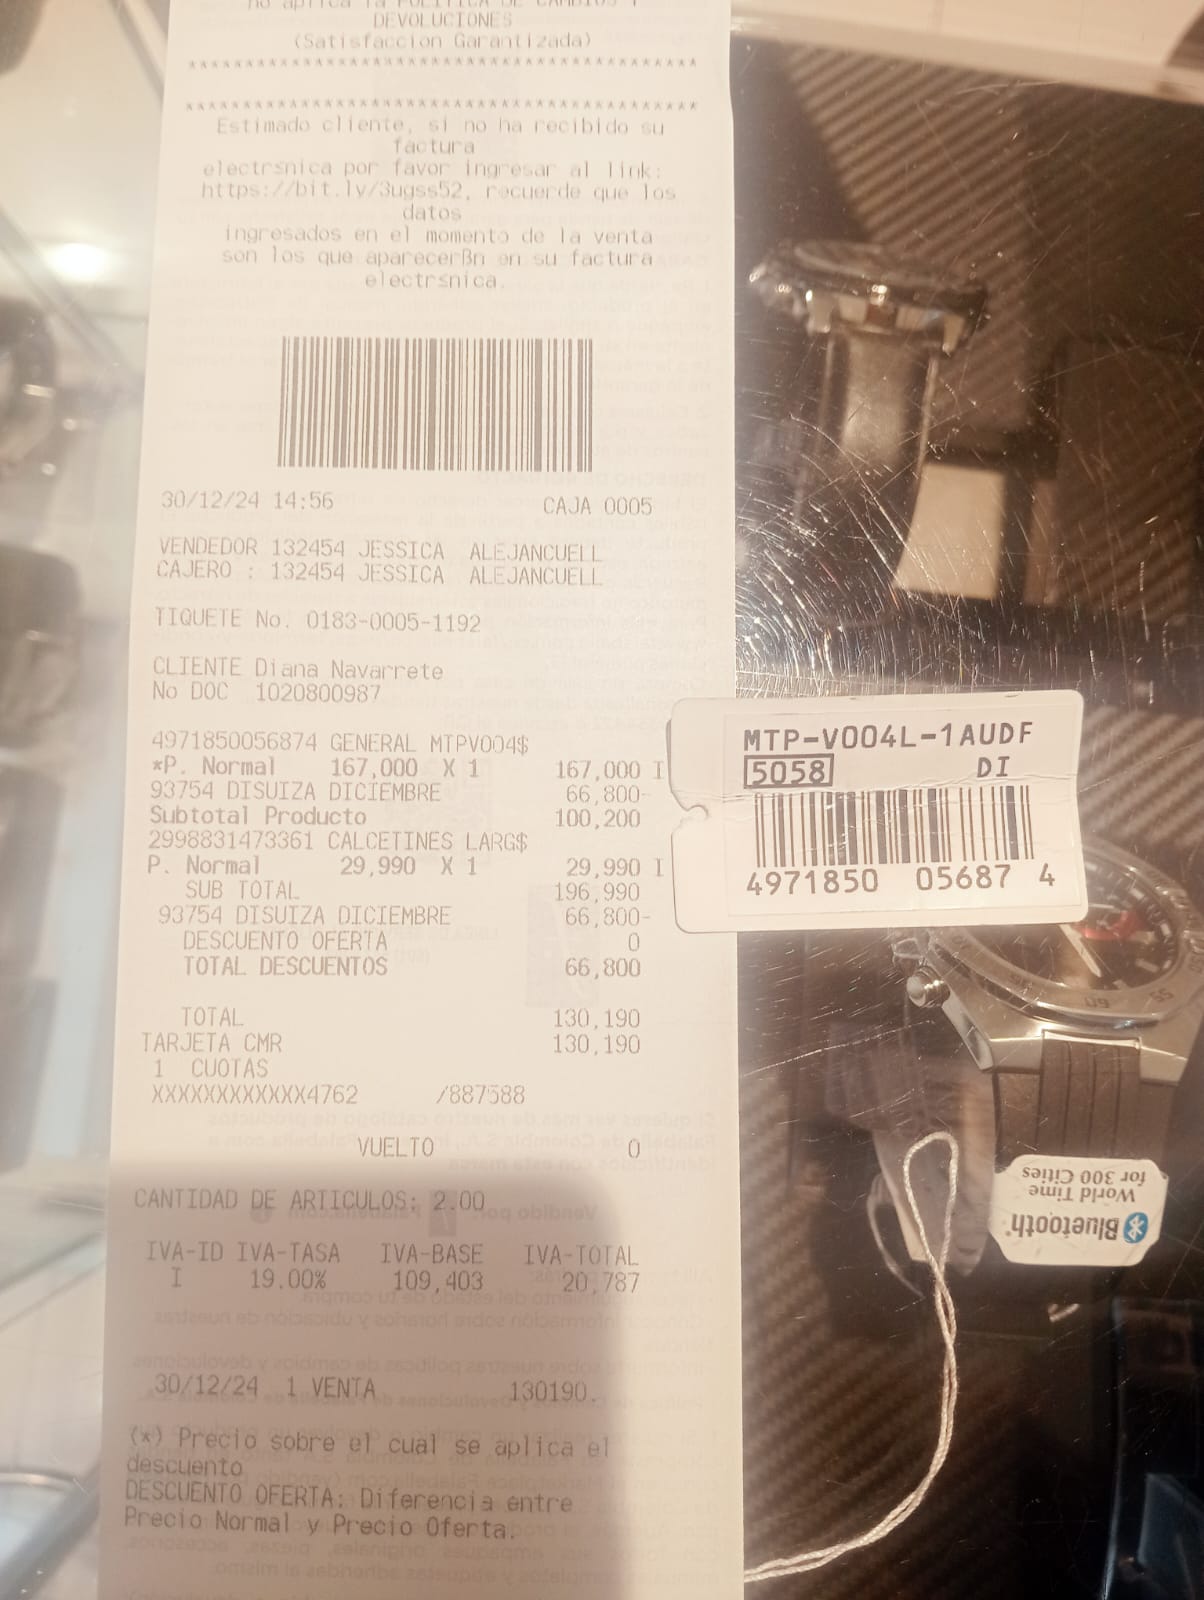 no aplica la POLITICA DE CAMBIOS Y
DEVOLUCIONES
(Satisfaccion Garantizada)
******************************************
******************************************
Estimado cliente, si no ha recibido su
factura
electrsnica por favor ingresar al link:
https://bit.lv/3ugss52, recuerde que los
datos
ingresados en el momento de la venta
son los que aparecerßn en su factura
electrsnica.
30/12/24 14:56 CAJA 0005
VENDEDOR 132454 JESSICA ALEJANCUELL
CAJERO : 132454 JESSICA ALEJANCUELL
TIQUETE No. 0183-0005-1192
CLIENTE Diana Navarrete
No DOC 1020800987
4971850056874 GENERAL MTPV004$
*P. Normal 167,000 X 1 167,000 I
93754 DISUIZA DICIEMBRE 66,800-
Subtotal Producto 100,200
2998831473361 CALCETINES LARG$
P. Normal 29,990 X 1 29,990 I
SUB TOTAL 196,990
93754 DISUIZA DICIEMBRE 66,800-
DESCUENTO OFERTA 0
TOTAL DESCUENTOS 66,800
TOTAL 130,190
TARJETA CMR 130,190
1 CUOTAS
XXXXXXXXXXXX4762 /887588
VUELTO 0
CANTIDAD DE ARTICULOS: 2.00
IVA-ID IVA-TASA IVA-BASE IVA-TOTAL
I 19.00% 109,403 20,787
30/12/24 1 VENTA 130190.
(*) Precio sobre el cual se aplica el
descuento
DESCUENTO OFERTA: Diferencia entre
Precio Normal y Precio Oferta.
MTP-V004L-1AUDF
5058 DI
4971850 05687 4
60 55
Bluetooth
World Time
for 300 Cities